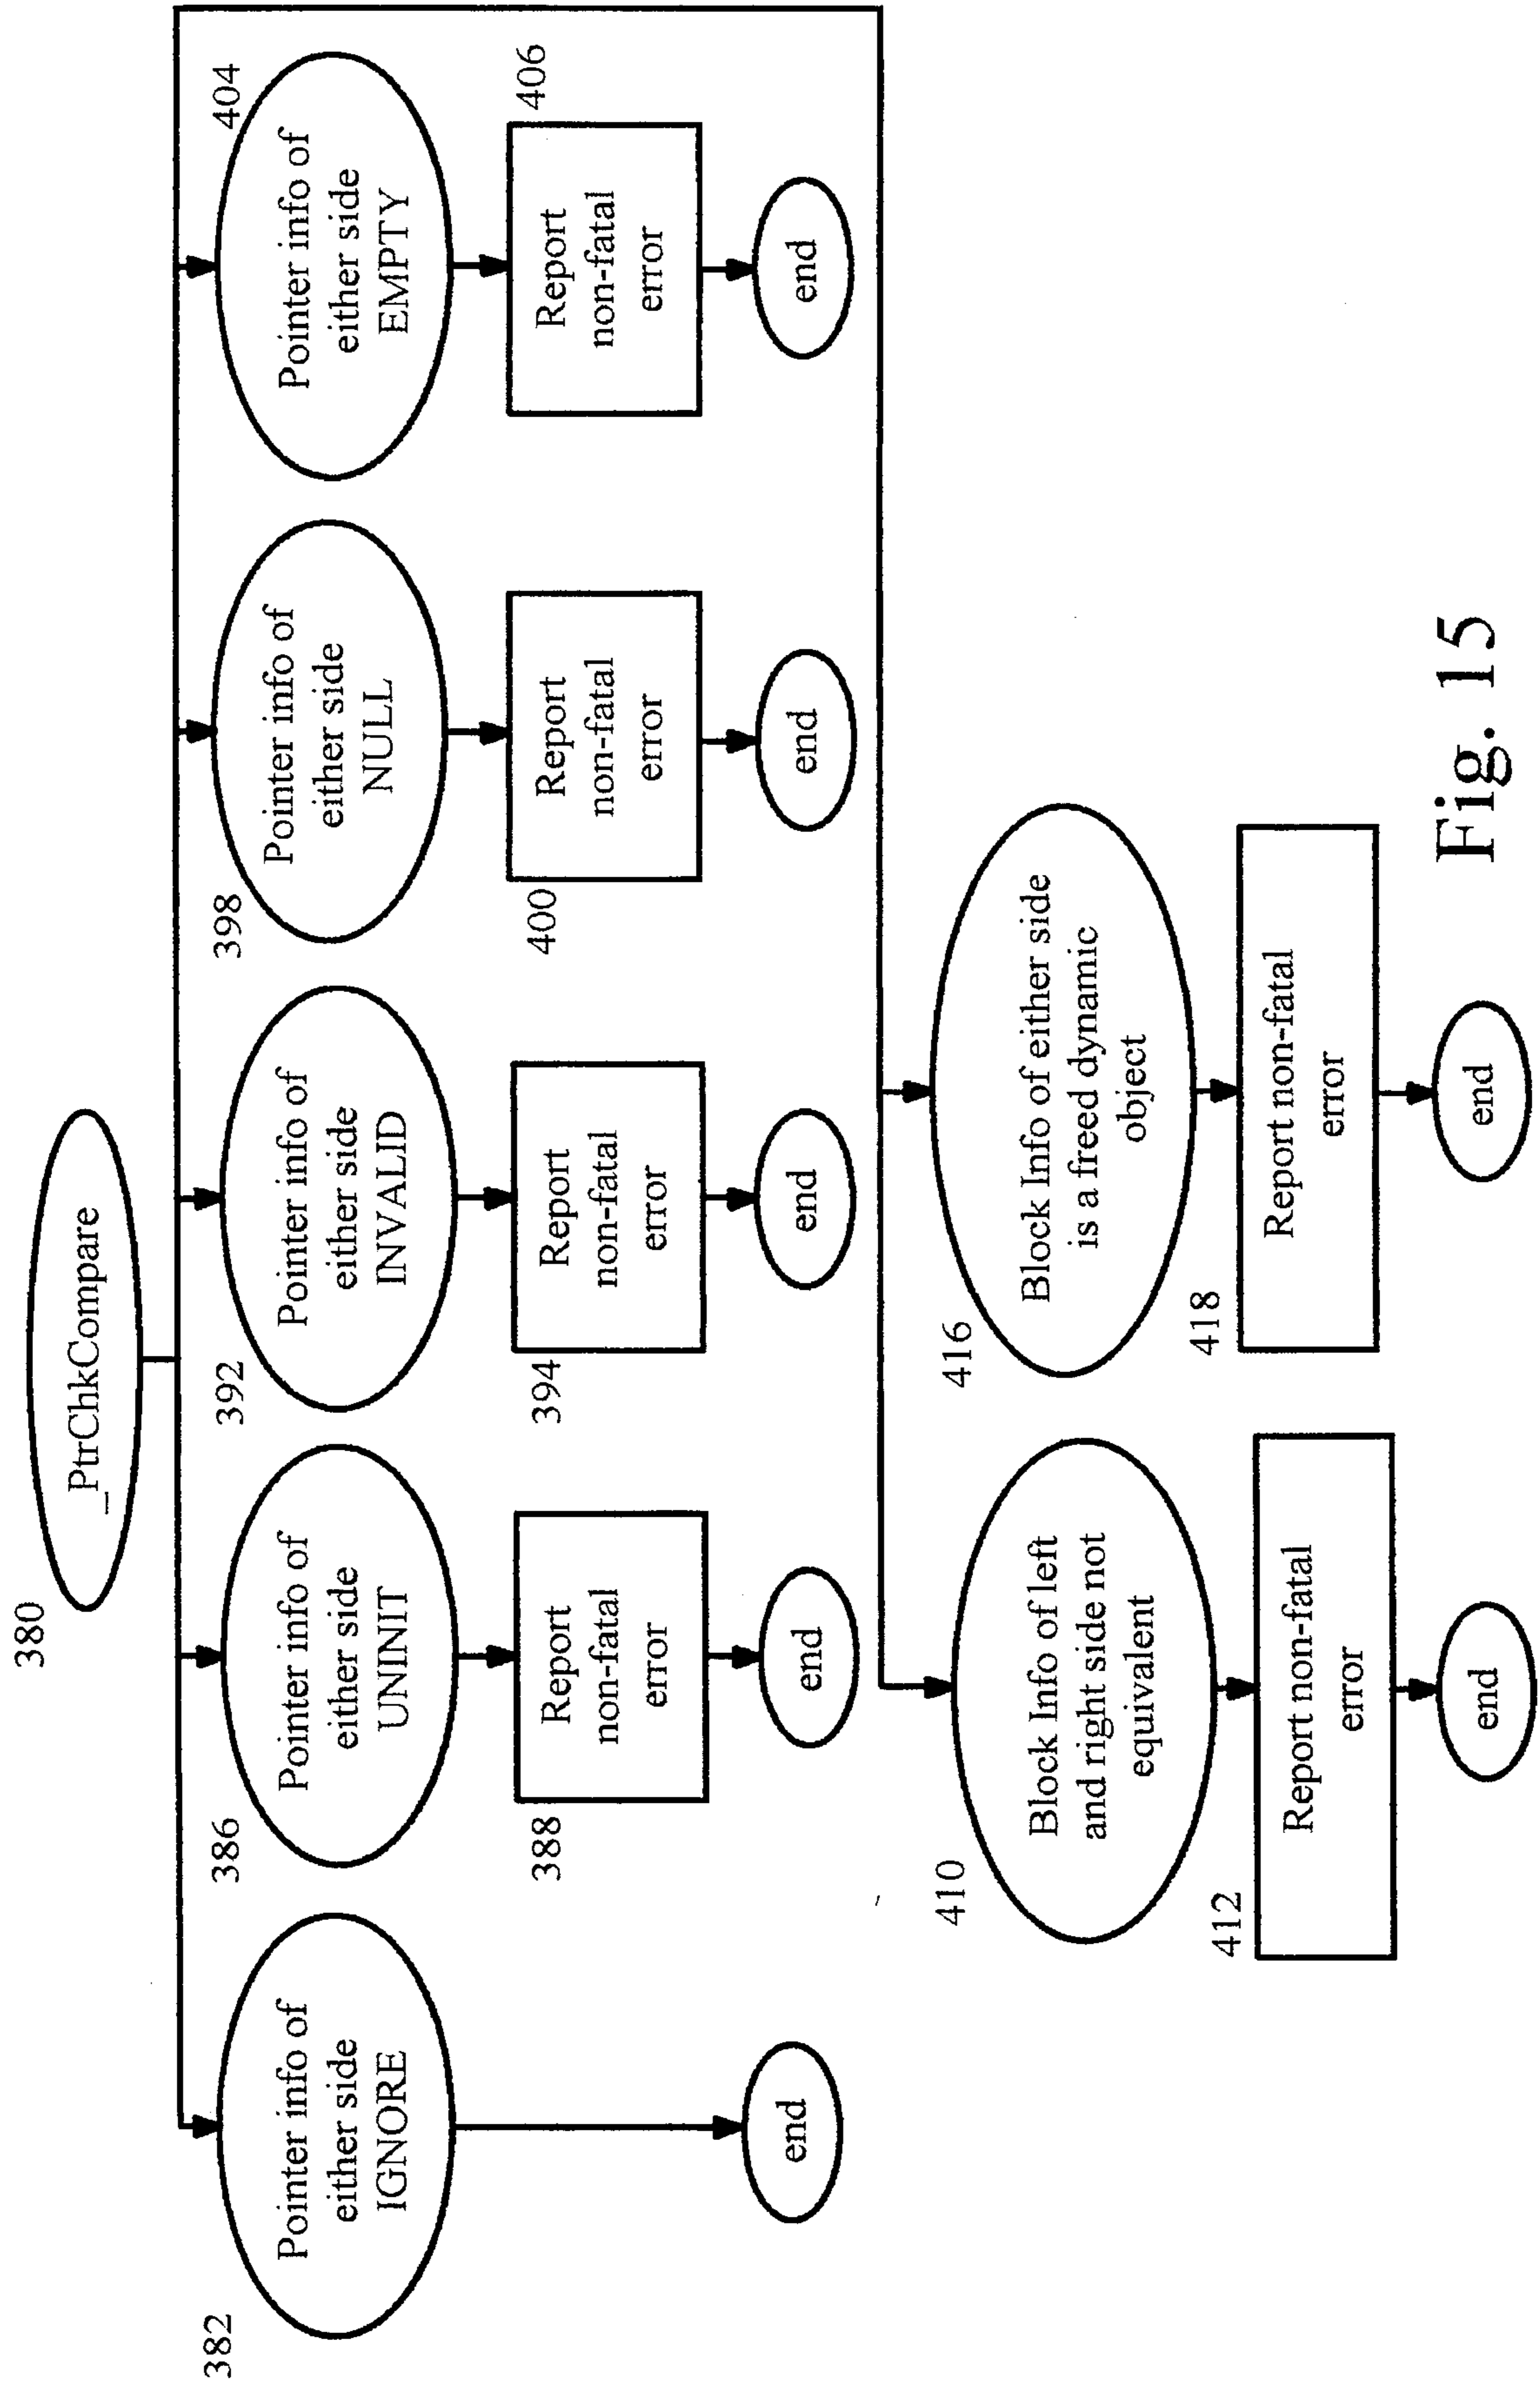 380
_PtrChkCompare
382
Pointer info of
either side
IGNORE
end
386
Pointer info of
either side
UNINIT
388
Report
non-fatal
error
end
392
Pointer info of
either side
INVALID
394
Report
non-fatal
error
end
398
Pointer info of
either side
NULL
400
Report
non-fatal
error
end
404
Pointer info of
either side
EMPTY
406
Report
non-fatal
error
end
410
Block Info of left
and right side not
equivalent
412
Report non-fatal
error
end
416
Block Info of either side
is a freed dynamic
object
418
Report non-fatal
error
end
Fig. 15